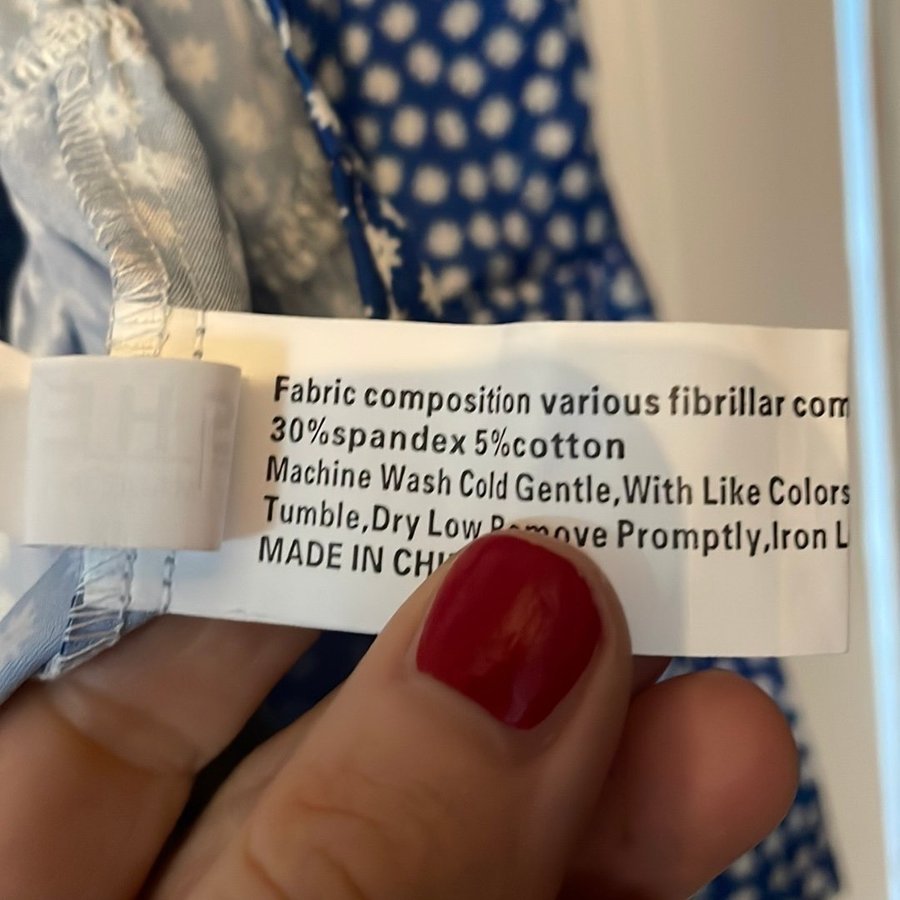 Fabric composition various fibrillar com
30%spandex 5%cotton
Machine Wash Cold Gentle,With Like Colors
Tumble,Dry Low Remove Promptly,Iron L
MADE IN